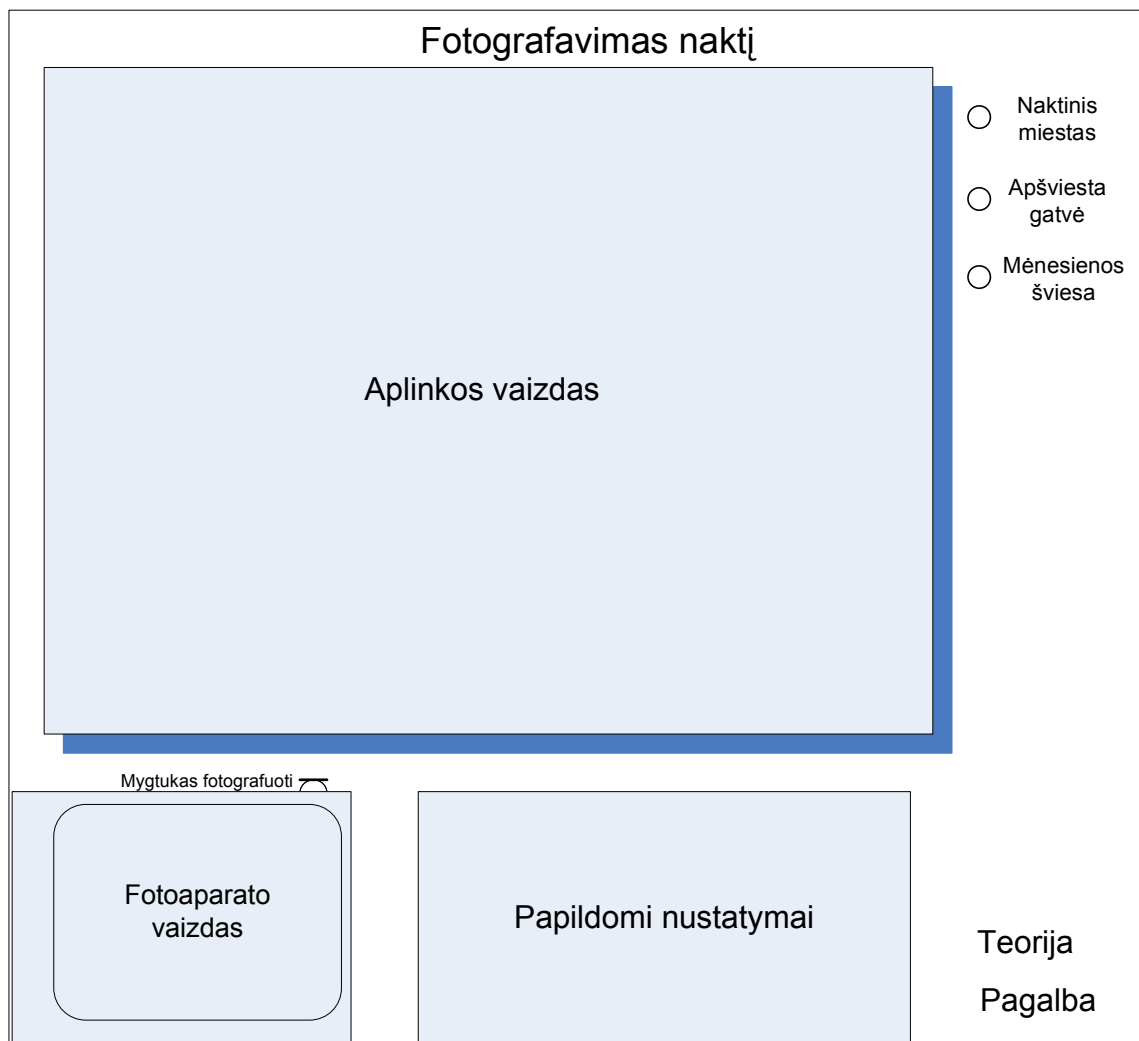 Fotografavimas naktį
Naktinis
miestas
Apšviesta
gatvė
Mėnesienos
šviesa
Aplinkos vaizdas
Mygtukas fotografuoti
Fotoaparato
vaizdas
Papildomi nustatymai
Teorija
Pagalba